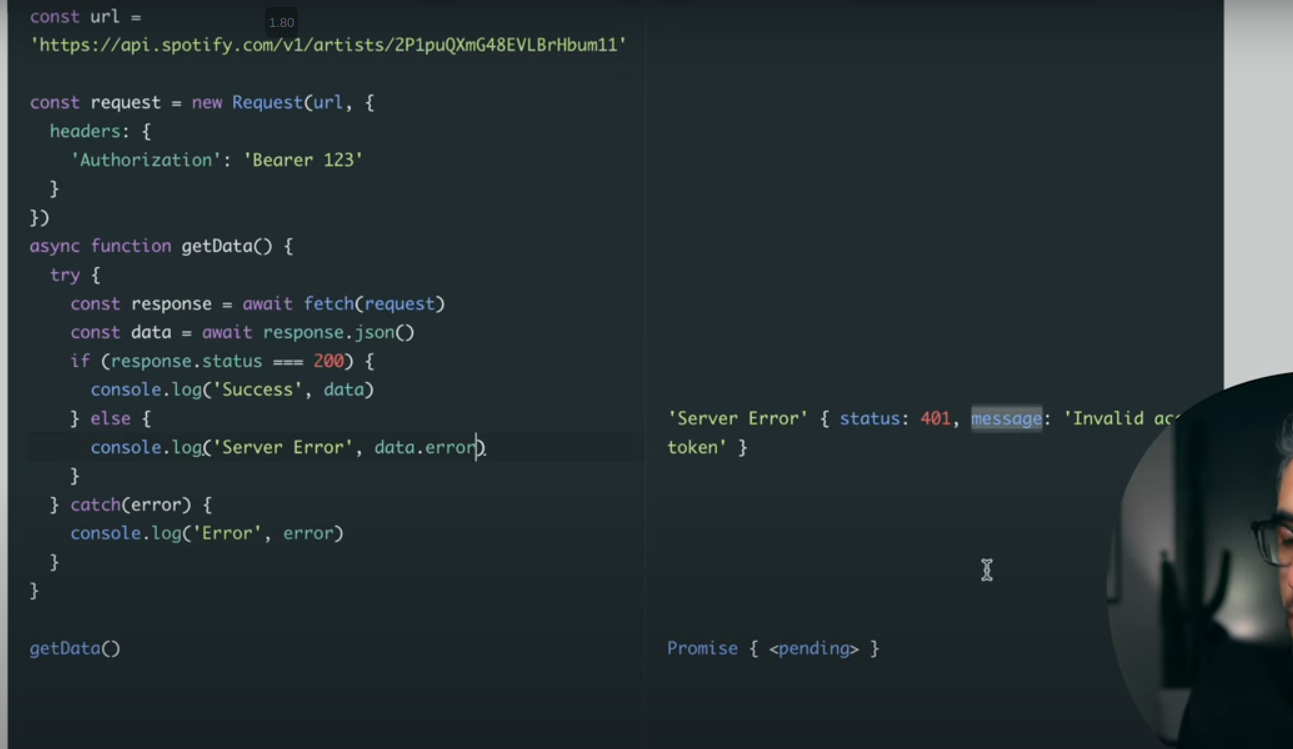 1.80
const url =
'https://api.spotify.com/v1/artists/2P1puQXmG48EVLBrHbum11'
const request = new Request(url, {
headers: {
'Authorization': 'Bearer 123'
}
})
async function getData() {
try {
const response = await fetch(request)
const data = await response.json()
if (response.status === 200) {
console.log('Success', data)
} else {
console.log('Server Error', data.error)
}
} catch(error) {
console.log('Error', error)
}
}
getData()
'Server Error' { status: 401, message: 'Invalid
token' }
Promise { <pending> }